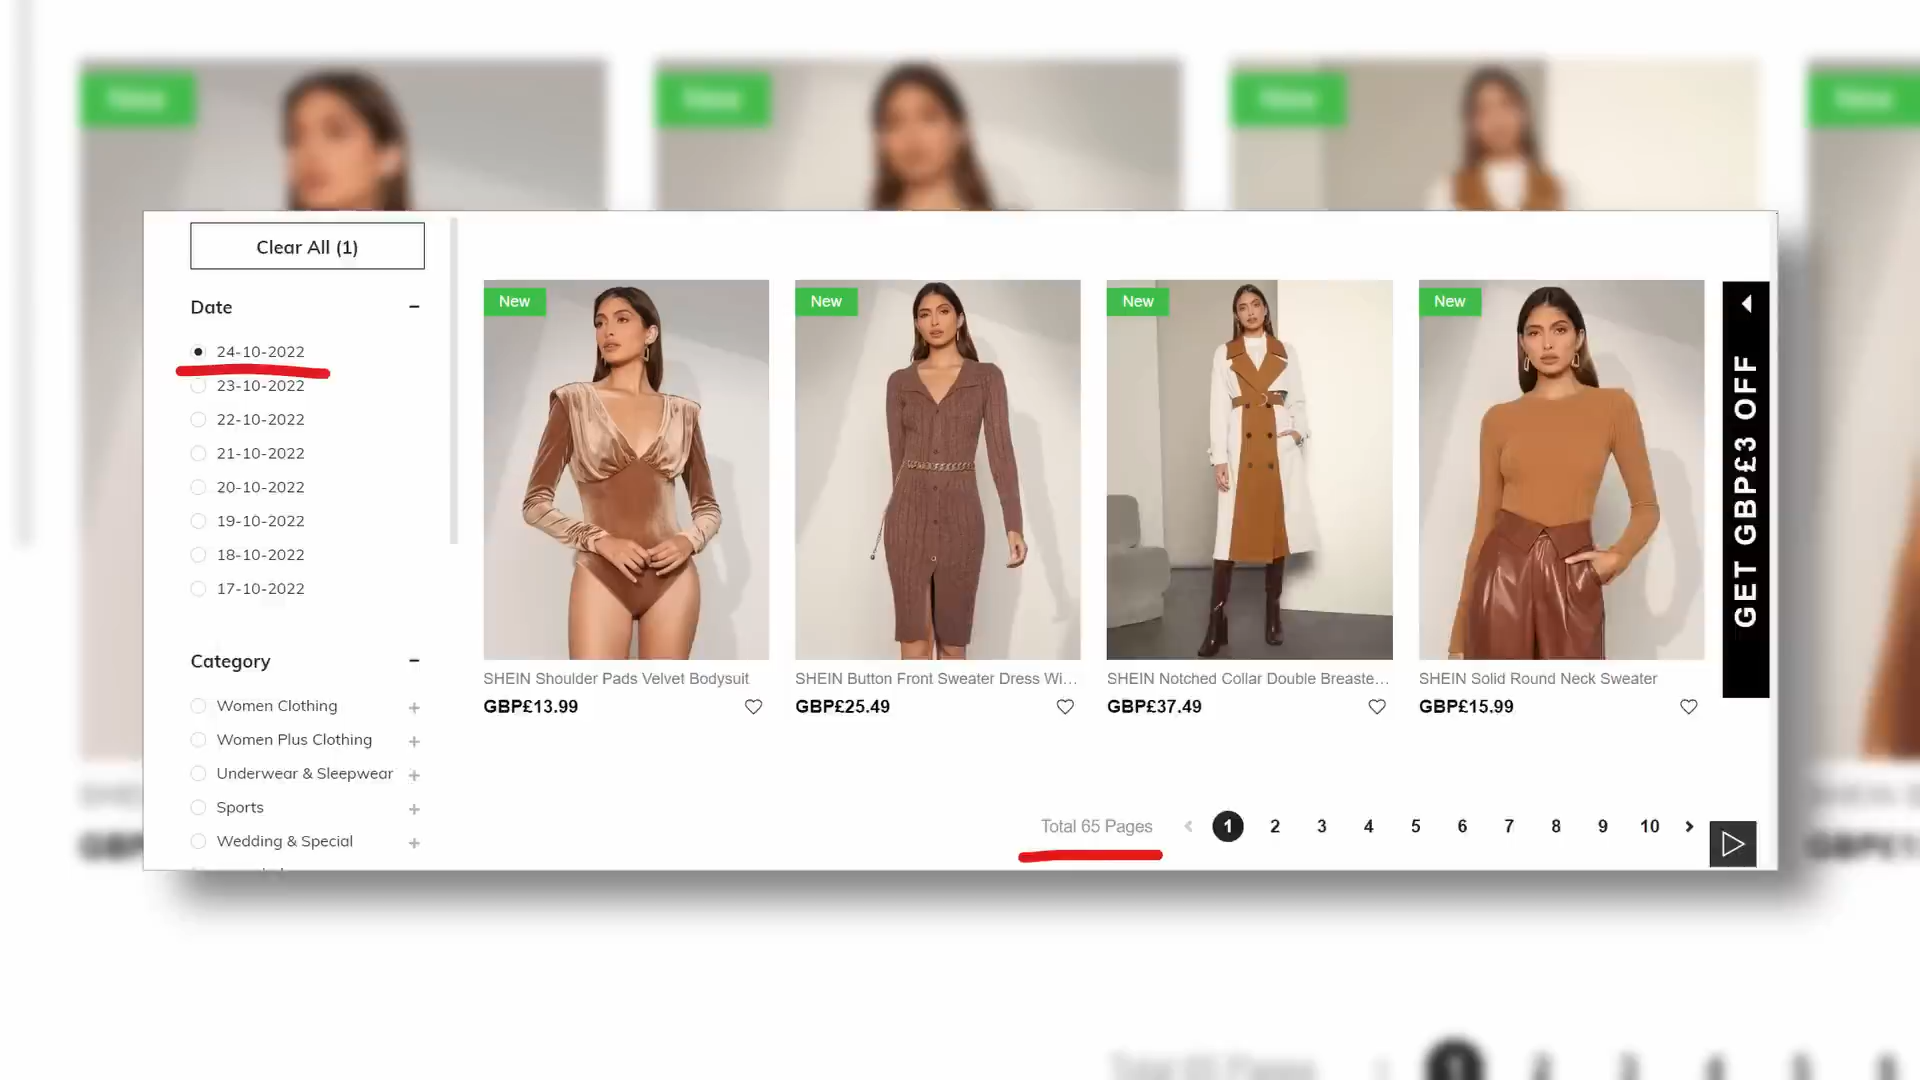 New
New
New
New
Clear All (1)
Date
24-10-2022
23-10-2022
22-10-2022
21-10-2022
20-10-2022
19-10-2022
18-10-2022
17-10-2022
Category
Women Clothing
Women Plus Clothing
Underwear & Sleepwear
Sports
Wedding & Special
New
New
New
New
SHEIN Shoulder Pads Velvet Bodysuit
GBP£13.99
SHEIN Button Front Sweater Dress Wi...
GBP£25.49
SHEIN Notched Collar Double Breaste...
GBP£37.49
SHEIN Solid Round Neck Sweater
GBP£15.99
GET GBP£3 OFF
Total 65 Pages 1 2 3 4 5 6 7 8 9 10